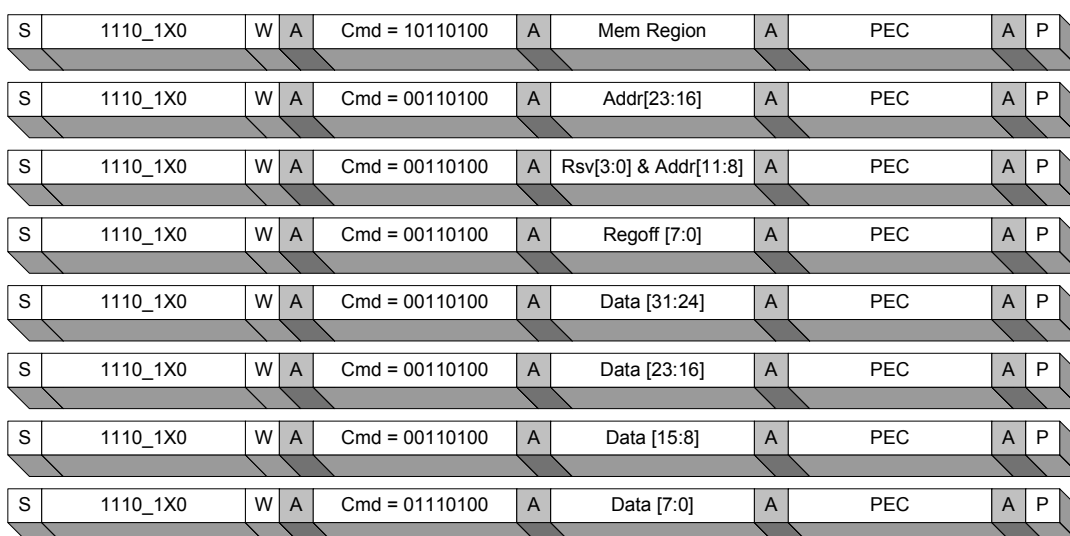 S 1110_1X0 W A Cmd = 10110100 A Mem Region A PEC A P
S 1110_1X0 W A Cmd = 00110100 A Addr[23:16] A PEC A P
S 1110_1X0 W A Cmd = 00110100 A Rsv[3:0] & Addr[11:8] A PEC A P
S 1110_1X0 W A Cmd = 00110100 A Regoff [7:0] A PEC A P
S 1110_1X0 W A Cmd = 00110100 A Data [31:24] A PEC A P
S 1110_1X0 W A Cmd = 00110100 A Data [23:16] A PEC A P
S 1110_1X0 W A Cmd = 00110100 A Data [15:8] A PEC A P
S 1110_1X0 W A Cmd = 01110100 A Data [7:0] A PEC A P